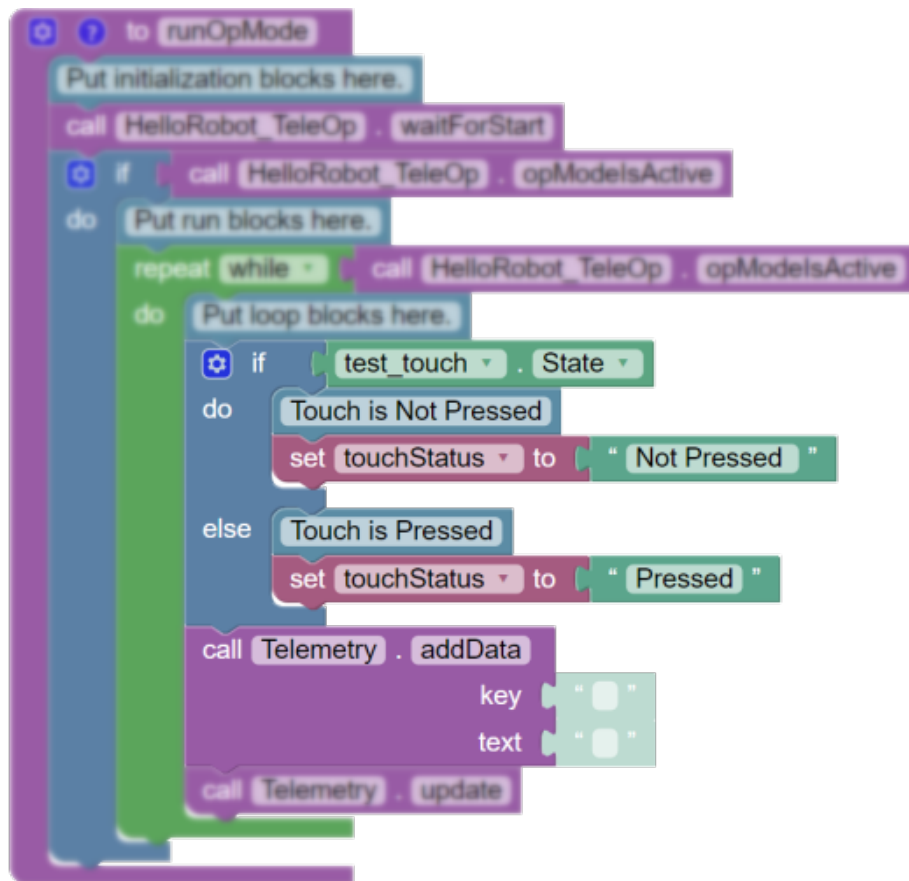 to runOpMode
Put initialization blocks here.
call HelloRobot_TeleOp . waitForStart
if call HelloRobot_TeleOp . opModeIsActive
do Put run blocks here.
repeat while call HelloRobot_TeleOp . opModeIsActive
do Put loop blocks here.
if test_touch . State
do Touch is Not Pressed
set touchStatus to “ Not Pressed ”
else Touch is Pressed
set touchStatus to “ Pressed ”
call Telemetry . addData
key “ ”
text “ ”
call Telemetry . update